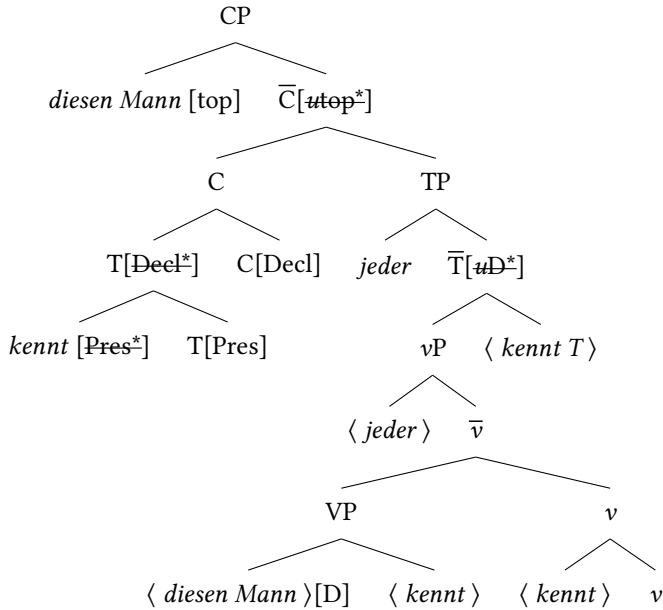 CP
diesen Mann [top] C̅[utop*]
C TP
T[Decl*] C[Decl] jeder T̅[uD*]
kennt [Pres*] T[Pres] vP ⟨ kennt T ⟩
⟨ jeder ⟩ v̅
VP v
⟨ diesen Mann ⟩[D] ⟨ kennt ⟩ ⟨ kennt ⟩ v